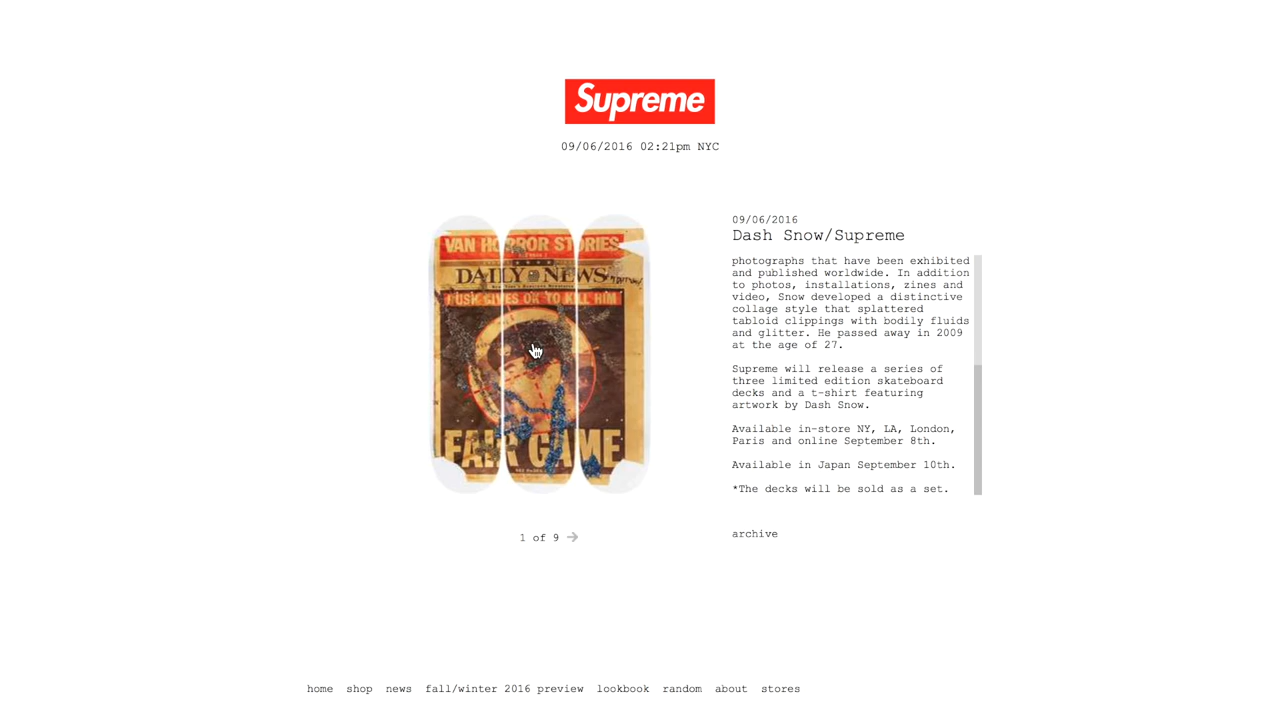 Supreme
09/06/2016 02:21pm NYC
VAN HORROR STORIES
DAILY NEWS
FAIR GAME
1 of 9
09/06/2016
Dash Snow/Supreme
photographs that have been exhibited
and published worldwide. In addition
to photos, installations, zines and
video, Snow developed a distinctive
collage style that splattered
tabloid clippings with bodily fluids
and glitter. He passed away in 2009
at the age of 27.
Supreme will release a series of
three limited edition skateboard
decks and a t-shirt featuring
artwork by Dash Snow.
Available in-store NY, LA, London,
Paris and online September 8th.
Available in Japan September 10th.
*The decks will be sold as a set.
archive
home shop news fall/winter 2016 preview lookbook random about stores